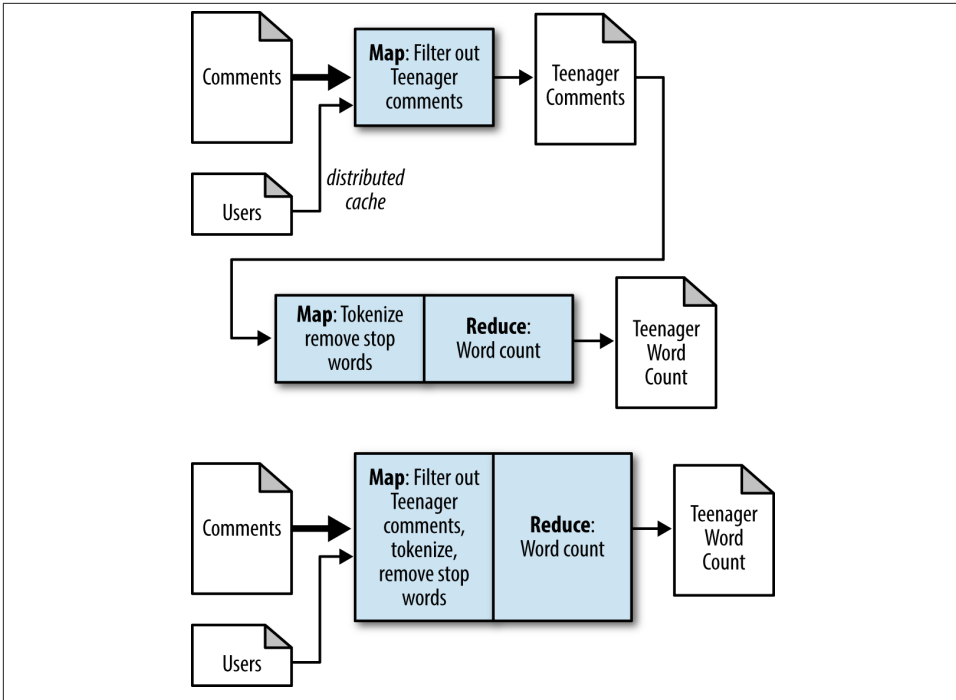 Comments
Map: Filter out
Teenager
comments
Teenager
Comments
Users
distributed
cache
Map: Tokenize
remove stop
words
Reduce:
Word count
Teenager
Word
Count
Comments
Map: Filter out
Teenager
comments,
tokenize,
remove stop
words
Reduce:
Word count
Teenager
Word
Count
Users